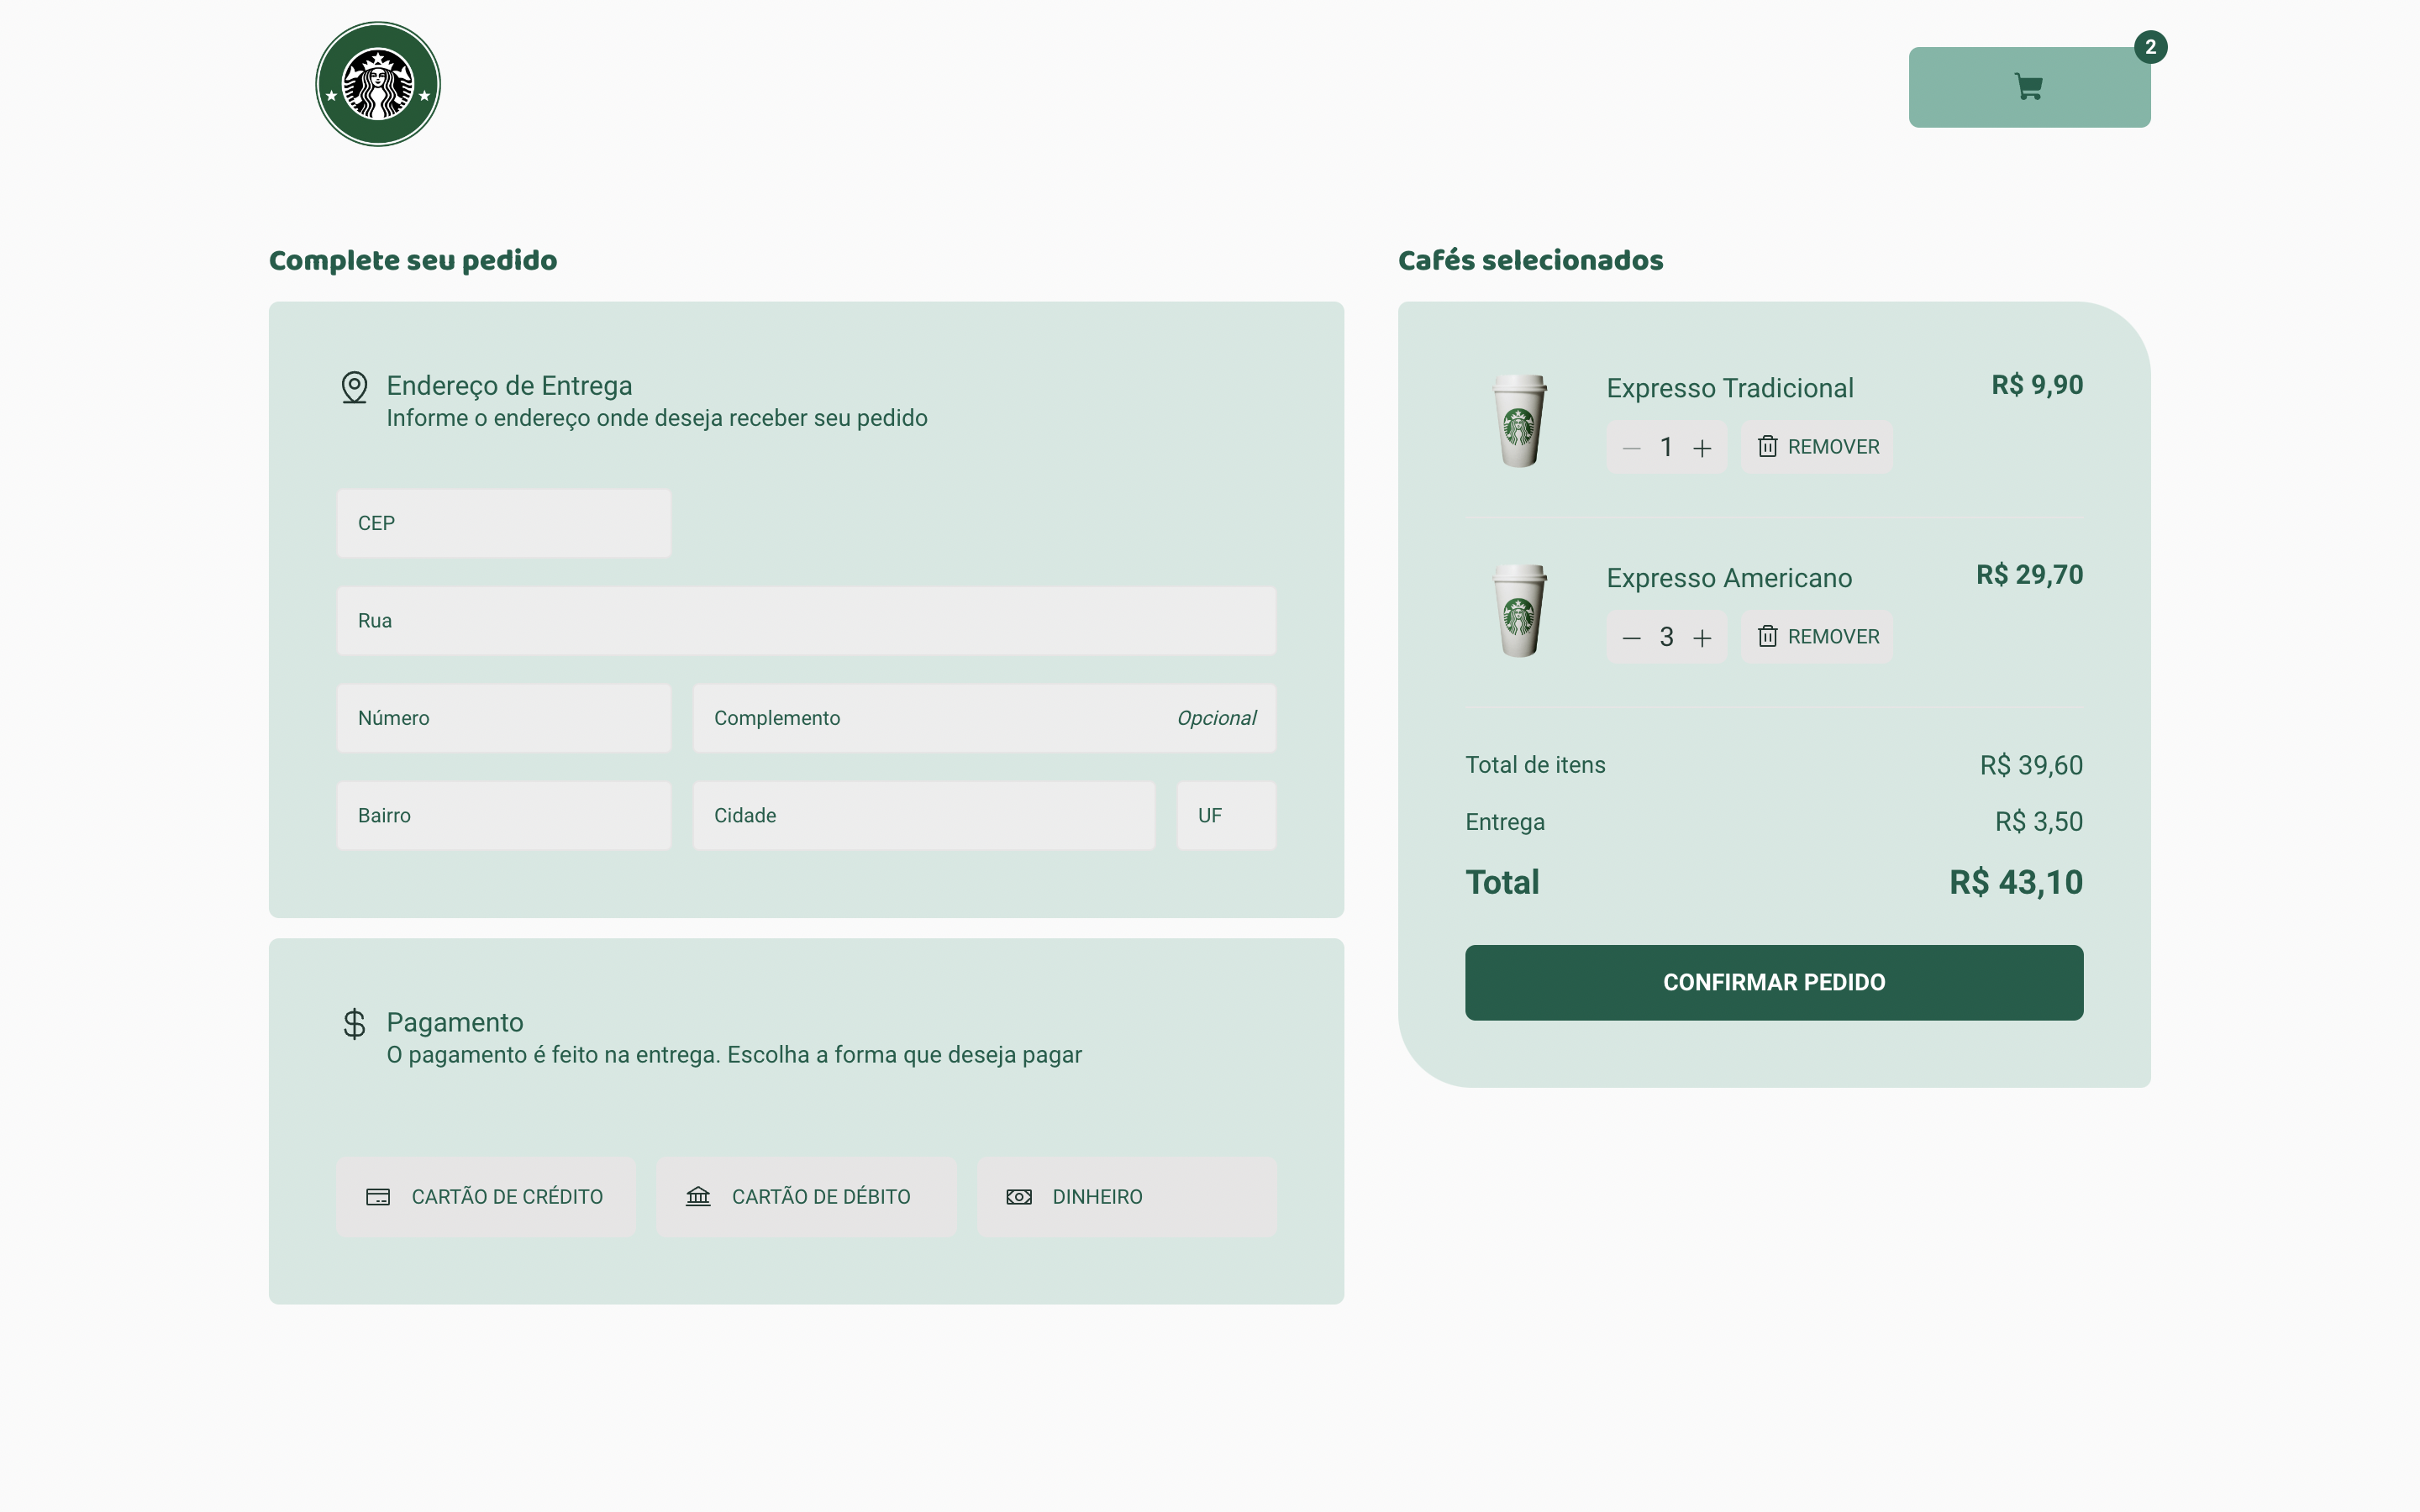 2
Complete seu pedido
Endereço de Entrega
Informe o endereço onde deseja receber seu pedido
CEP
Rua
Número
Complemento Opcional
Bairro Cidade UF
Pagamento
O pagamento é feito na entrega. Escolha a forma que deseja pagar
CARTÃO DE CRÉDITO CARTÃO DE DÉBITO DINHEIRO
Cafés selecionados
Expresso Tradicional R$ 9,90
1 REMOVER
Expresso Americano R$ 29,70
3 REMOVER
Total de itens R$ 39,60
Entrega R$ 3,50
Total R$ 43,10
CONFIRMAR PEDIDO